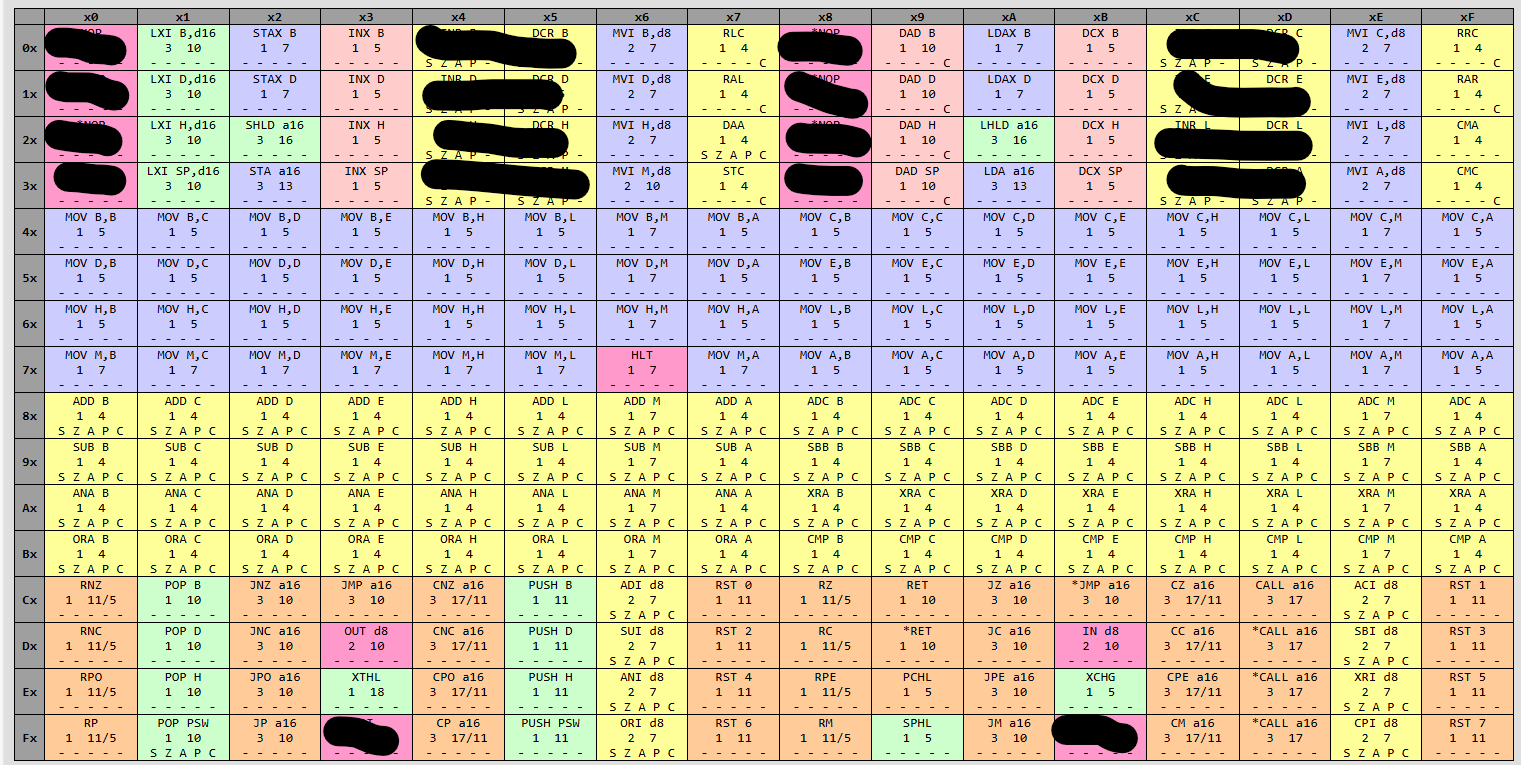 x0 x1 x2 x3 x4 x5 x6 x7 x8 x9 xA xB xC xD xE xF
LXI B,d16 STAX B INX B DCR B MVI B,d8 RLC *NOP DAD B LDAX B DCX B MVI C,d8 RRC
0x 3 10 1 7 1 5 2 7 1 4 1 10 1 7 1 5 2 7 1 4
- - - - - - - - - - - - - - - - - - - - S Z A P - - - - - - - - - - C - - - - - - - - - C - - - - - - - - - - S Z A P - S Z A P - - - - - - - - - - C
LXI D,d16 STAX D INX D INR D DCR D MVI D,d8 RAL *NOP DAD D LDAX D DCX D DCR E MVI E,d8 RAR
1x 3 10 1 7 1 5 2 7 1 4 1 10 1 7 1 5 2 7 1 4
- - - - - - - - - - - - - - - - - - - - S Z A P - S Z A P - - - - - - - - - - C - - - - - - - - - C - - - - - - - - - - S Z A - - - - - - - - - C
*NOP LXI H,d16 SHLD a16 INX H DCR H MVI H,d8 DAA *NOP DAD H LHLD a16 DCX H INR L DCR L MVI L,d8 CMA
2x 3 10 3 16 1 5 2 7 1 4 1 10 3 16 1 5 2 7 1 4
- - - - - - - - - - - - - - - - - - - - S Z A P - - - - - - S Z A P C - - - - - - - - - C - - - - - - - - - - - - - - - - - - - -
LXI SP,d16 STA a16 INX SP MVI M,d8 STC DAD SP LDA a16 DCX SP MVI A,d8 CMC
3x 3 10 3 13 1 5 2 10 1 4 1 10 3 13 1 5 2 7 1 4
- - - - - - - - - - - - - - - - - - - - S Z A P - S Z A P - - - - - - - - - - C - - - - - - - - - - C - - - - - - - - - - S Z A P - S Z A P - - - - - - - - - - C
MOV B,B MOV B,C MOV B,D MOV B,E MOV B,H MOV B,L MOV B,M MOV B,A MOV C,B MOV C,C MOV C,D MOV C,E MOV C,H MOV C,L MOV C,M MOV C,A
4x 1 5 1 5 1 5 1 5 1 5 1 5 1 7 1 5 1 5 1 5 1 5 1 5 1 5 1 5 1 7 1 5
- - - - - - - - - - - - - - - - - - - - - - - - - - - - - - - - - - - - - - - - - - - - - - - - - - - - - - - - - - - - - - - - - - - - - - - - - - - - - - - -
MOV D,B MOV D,C MOV D,D MOV D,E MOV D,H MOV D,L MOV D,M MOV D,A MOV E,B MOV E,C MOV E,D MOV E,E MOV E,H MOV E,L MOV E,M MOV E,A
5x 1 5 1 5 1 5 1 5 1 5 1 5 1 7 1 5 1 5 1 5 1 5 1 5 1 5 1 5 1 7 1 5
- - - - - - - - - - - - - - - - - - - - - - - - - - - - - - - - - - - - - - - - - - - - - - - - - - - - - - - - - - - - - - - - - - - - - - - - - - - - - - - -
MOV H,B MOV H,C MOV H,D MOV H,E MOV H,H MOV H,L MOV H,M MOV H,A MOV L,B MOV L,C MOV L,D MOV L,E MOV L,H MOV L,L MOV L,M MOV L,A
6x 1 5 1 5 1 5 1 5 1 5 1 5 1 7 1 5 1 5 1 5 1 5 1 5 1 5 1 5 1 7 1 5
- - - - - - - - - - - - - - - - - - - - - - - - - - - - - - - - - - - - - - - - - - - - - - - - - - - - - - - - - - - - - - - - - - - - - - - - - - - - - - - -
MOV M,B MOV M,C MOV M,D MOV M,E MOV M,H MOV M,L HLT MOV M,A MOV A,B MOV A,C MOV A,D MOV A,E MOV A,H MOV A,L MOV A,M MOV A,A
7x 1 7 1 7 1 7 1 7 1 7 1 7 1 7 1 7 1 5 1 5 1 5 1 5 1 5 1 5 1 7 1 5
- - - - - - - - - - - - - - - - - - - - - - - - - - - - - - - - - - - - - - - - - - - - - - - - - - - - - - - - - - - - - - - - - - - - - - - - - - - - - - - -
ADD B ADD C ADD D ADD E ADD H ADD L ADD M ADD A ADC B ADC C ADC D ADC E ADC H ADC L ADC M ADC A
8x 1 4 1 4 1 4 1 4 1 4 1 4 1 7 1 4 1 4 1 4 1 4 1 4 1 4 1 4 1 7 1 4
S Z A P C S Z A P C S Z A P C S Z A P C S Z A P C S Z A P C S Z A P C S Z A P C S Z A P C S Z A P C S Z A P C S Z A P C S Z A P C S Z A P C S Z A P C S Z A P C
SUB B SUB C SUB D SUB E SUB H SUB L SUB M SUB A SBB B SBB C SBB D SBB E SBB H SBB L SBB M SBB A
9x 1 4 1 4 1 4 1 4 1 4 1 4 1 7 1 4 1 4 1 4 1 4 1 4 1 4 1 4 1 7 1 4
S Z A P C S Z A P C S Z A P C S Z A P C S Z A P C S Z A P C S Z A P C S Z A P C S Z A P C S Z A P C S Z A P C S Z A P C S Z A P C S Z A P C S Z A P C S Z A P C
ANA B ANA C ANA D ANA E ANA H ANA L ANA M ANA A XRA B XRA C XRA D XRA E XRA H XRA L XRA M XRA A
Ax 1 4 1 4 1 4 1 4 1 4 1 4 1 7 1 4 1 4 1 4 1 4 1 4 1 4 1 4 1 7 1 4
S Z A P C S Z A P C S Z A P C S Z A P C S Z A P C S Z A P C S Z A P C S Z A P C S Z A P C S Z A P C S Z A P C S Z A P C S Z A P C S Z A P C S Z A P C S Z A P C
ORA B ORA C ORA D ORA E ORA H ORA L ORA M ORA A CMP B CMP C CMP D CMP E CMP H CMP L CMP M CMP A
Bx 1 4 1 4 1 4 1 4 1 4 1 4 1 7 1 4 1 4 1 4 1 4 1 4 1 4 1 4 1 7 1 4
S Z A P C S Z A P C S Z A P C S Z A P C S Z A P C S Z A P C S Z A P C S Z A P C S Z A P C S Z A P C S Z A P C S Z A P C S Z A P C S Z A P C S Z A P C S Z A P C
RNZ POP B JNZ a16 JMP a16 CNZ a16 PUSH B ADI d8 RST 0 RZ RET JZ a16 *JMP a16 CZ a16 CALL a16 ACI d8 RST 1
Cx 1 11/5 1 10 3 10 3 10 3 17/11 1 11 2 7 1 11 1 11/5 1 10 3 10 3 10 3 17/11 3 17 2 7 1 11
- - - - - - - - - - - - - - - - - - - - - - - - - - - - - - S Z A P C - - - - - - - - - - - - - - - - - - - - - - - - - - - - - - - - - - - S Z A P C - - - - -
RNC POP D JNC a16 OUT d8 CNC a16 PUSH D SUI d8 RST 2 RC *RET JC a16 IN d8 CC a16 *CALL a16 SBI d8 RST 3
Dx 1 11/5 1 10 3 10 2 10 3 17/11 1 11 2 7 1 11 1 11/5 1 10 3 10 2 10 3 17/11 3 17 2 7 1 11
- - - - - - - - - - - - - - - - - - - - - - - - - - - - - - S Z A P C - - - - - - - - - - - - - - - - - - - - - - - - - - - - - - - - - - - S Z A P C - - - - -
RPO POP H JPO a16 XTHL CPO a16 PUSH H ANI d8 RST 4 RPE PCHL JPE a16 XCHG CPE a16 *CALL a16 XRI d8 RST 5
Ex 1 11/5 1 10 3 10 1 18 3 17/11 1 11 2 7 1 11 1 11/5 1 5 3 10 1 5 3 17/11 3 17 2 7 1 11
- - - - - - - - - - - - - - - - - - - - - - - - - - - - - - S Z A P C - - - - - - - - - - - - - - - - - - - - - - - - - - - - - - - - - - - S Z A P C - - - - -
RP POP PSW JP a16 CP a16 PUSH PSW ORI d8 RST 6 RM SPHL JM a16 CM a16 *CALL a16 CPI d8 RST 7
Fx 1 11/5 1 10 3 10 3 17/11 1 11 2 7 1 11 1 11/5 1 5 3 10 3 17/11 3 17 2 7 1 11
- - - - - S Z A P C - - - - - - - - - - - - - - - - - - - - S Z A P C - - - - - - - - - - - - - - - - - - - - - - - - - - - - - - - - - - - S Z A P C - - - - -